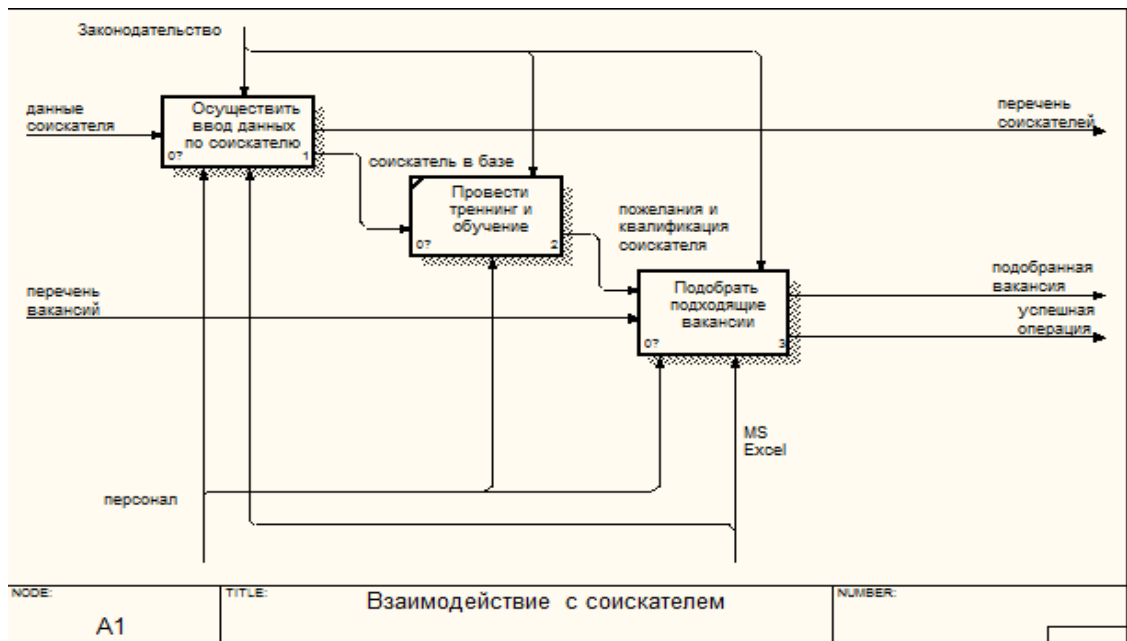 Законодательство
данные
соискателя
Осуществить
ввод данных
по соискателю
0? 1
перечень
соискателей
соискатель в базе
Провести
треннинг и
обучение
0? 2
пожелания и
квалификация
соискателя
перечень
вакансий
Подобрать
подходящие
вакансии
0? 3
подобранная
вакансия
успешная
операция
MS
Excel
персонал
NODE:
A1
TITLE:
Взаимодействие с соискателем
NUMBER: